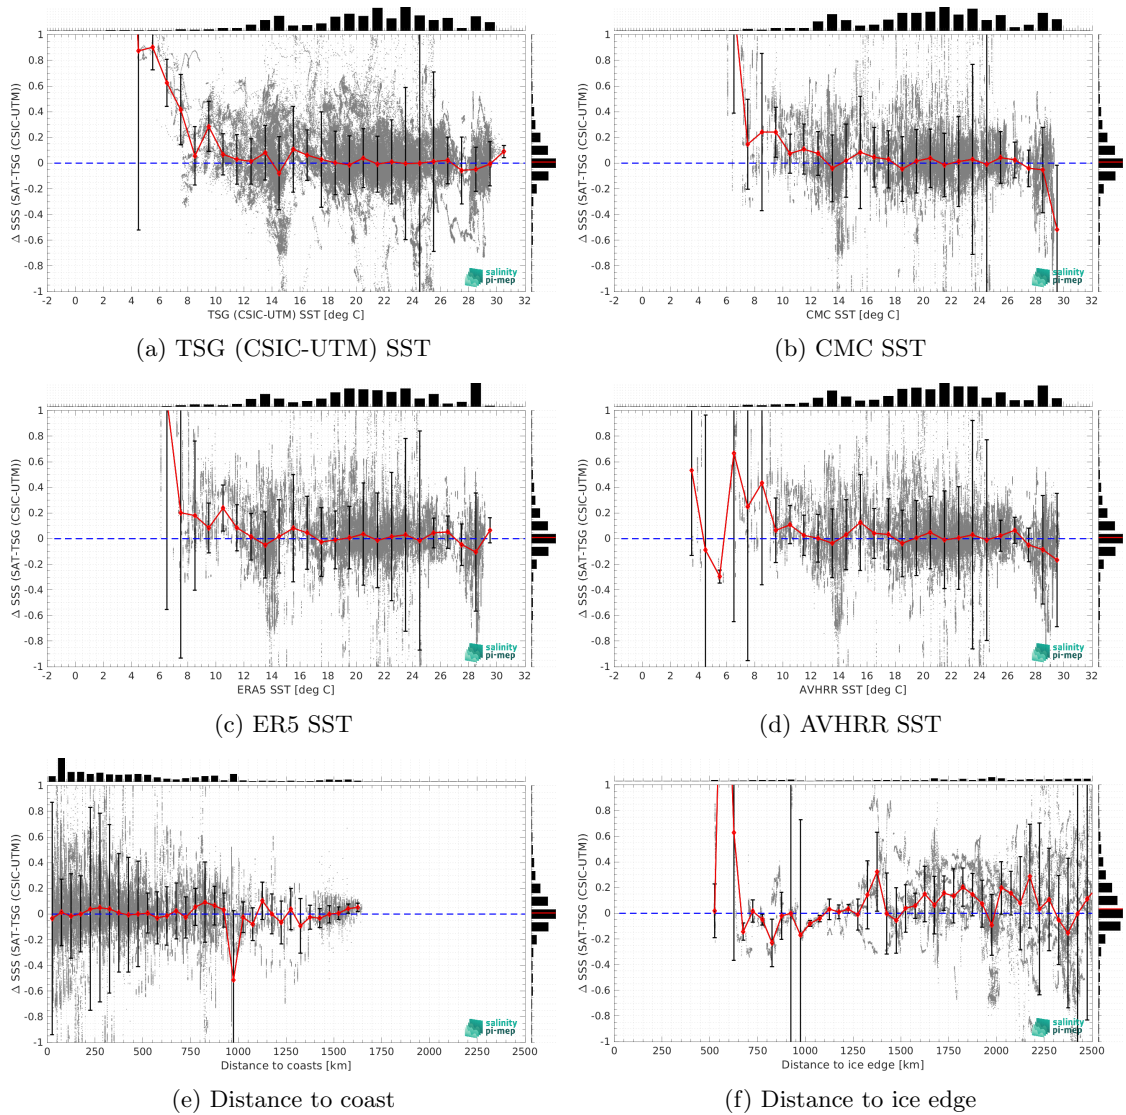 Δ SSS (SAT-TSG (CSIC-UTM))
1
0.8
0.6
0.4
0.2
0
-0.2
-0.4
-0.6
-0.8
-1
salinity
pi-mep
-2 0 2 4 6 8 10 12 14 16 18 20 22 24 26 28 30 32
TSG (CSIC-UTM) SST [deg C]
(a) TSG (CSIC-UTM) SST
Δ SSS (SAT-TSG (CSIC-UTM))
1
0.8
0.6
0.4
0.2
0
-0.2
-0.4
-0.6
-0.8
-1
salinity
pi-mep
-2 0 2 4 6 8 10 12 14 16 18 20 22 24 26 28 30 32
CMC SST [deg C]
(b) CMC SST
Δ SSS (SAT-TSG (CSIC-UTM))
1
0.8
0.6
0.4
0.2
0
-0.2
-0.4
-0.6
-0.8
-1
salinity
pi-mep
-2 0 2 4 6 8 10 12 14 16 18 20 22 24 26 28 30 32
ERA5 SST [deg C]
(c) ER5 SST
Δ SSS (SAT-TSG (CSIC-UTM))
1
0.8
0.6
0.4
0.2
0
-0.2
-0.4
-0.6
-0.8
-1
salinity
pi-mep
-2 0 2 4 6 8 10 12 14 16 18 20 22 24 26 28 30 32
AVHRR SST [deg C]
(d) AVHRR SST
Δ SSS (SAT-TSG (CSIC-UTM))
1
0.8
0.6
0.4
0.2
0
-0.2
-0.4
-0.6
-0.8
-1
salinity
pi-mep
0 250 500 750 1000 1250 1500 1750 2000 2250 2500
Distance to coasts [km]
(e) Distance to coast
Δ SSS (SAT-TSG (CSIC-UTM))
1
0.8
0.6
0.4
0.2
0
-0.2
-0.4
-0.6
-0.8
-1
salinity
pi-mep
0 250 500 750 1000 1250 1500 1750 2000 2250 2500
Distance to ice edge [km]
(f) Distance to ice edge